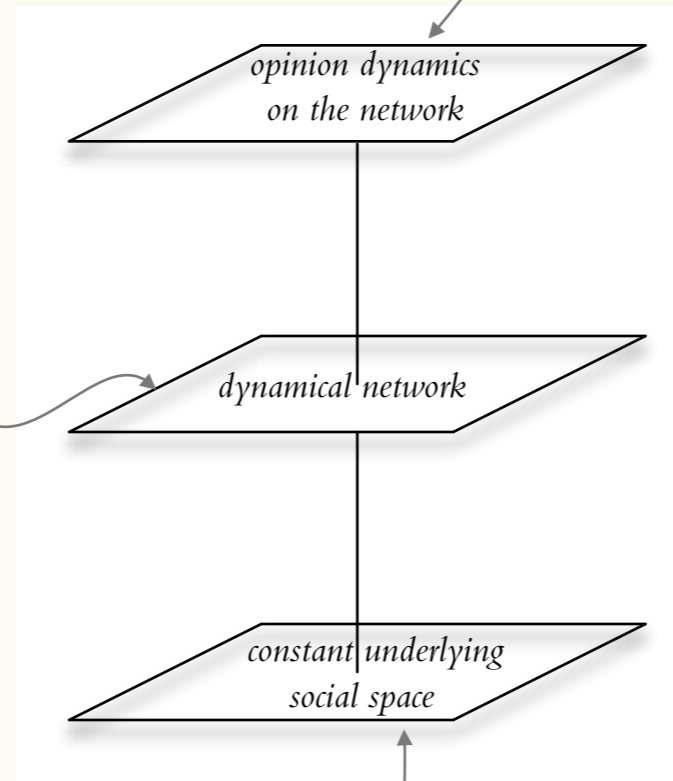 opinion dynamics
on the network
dynamical network
constant underlying
social space